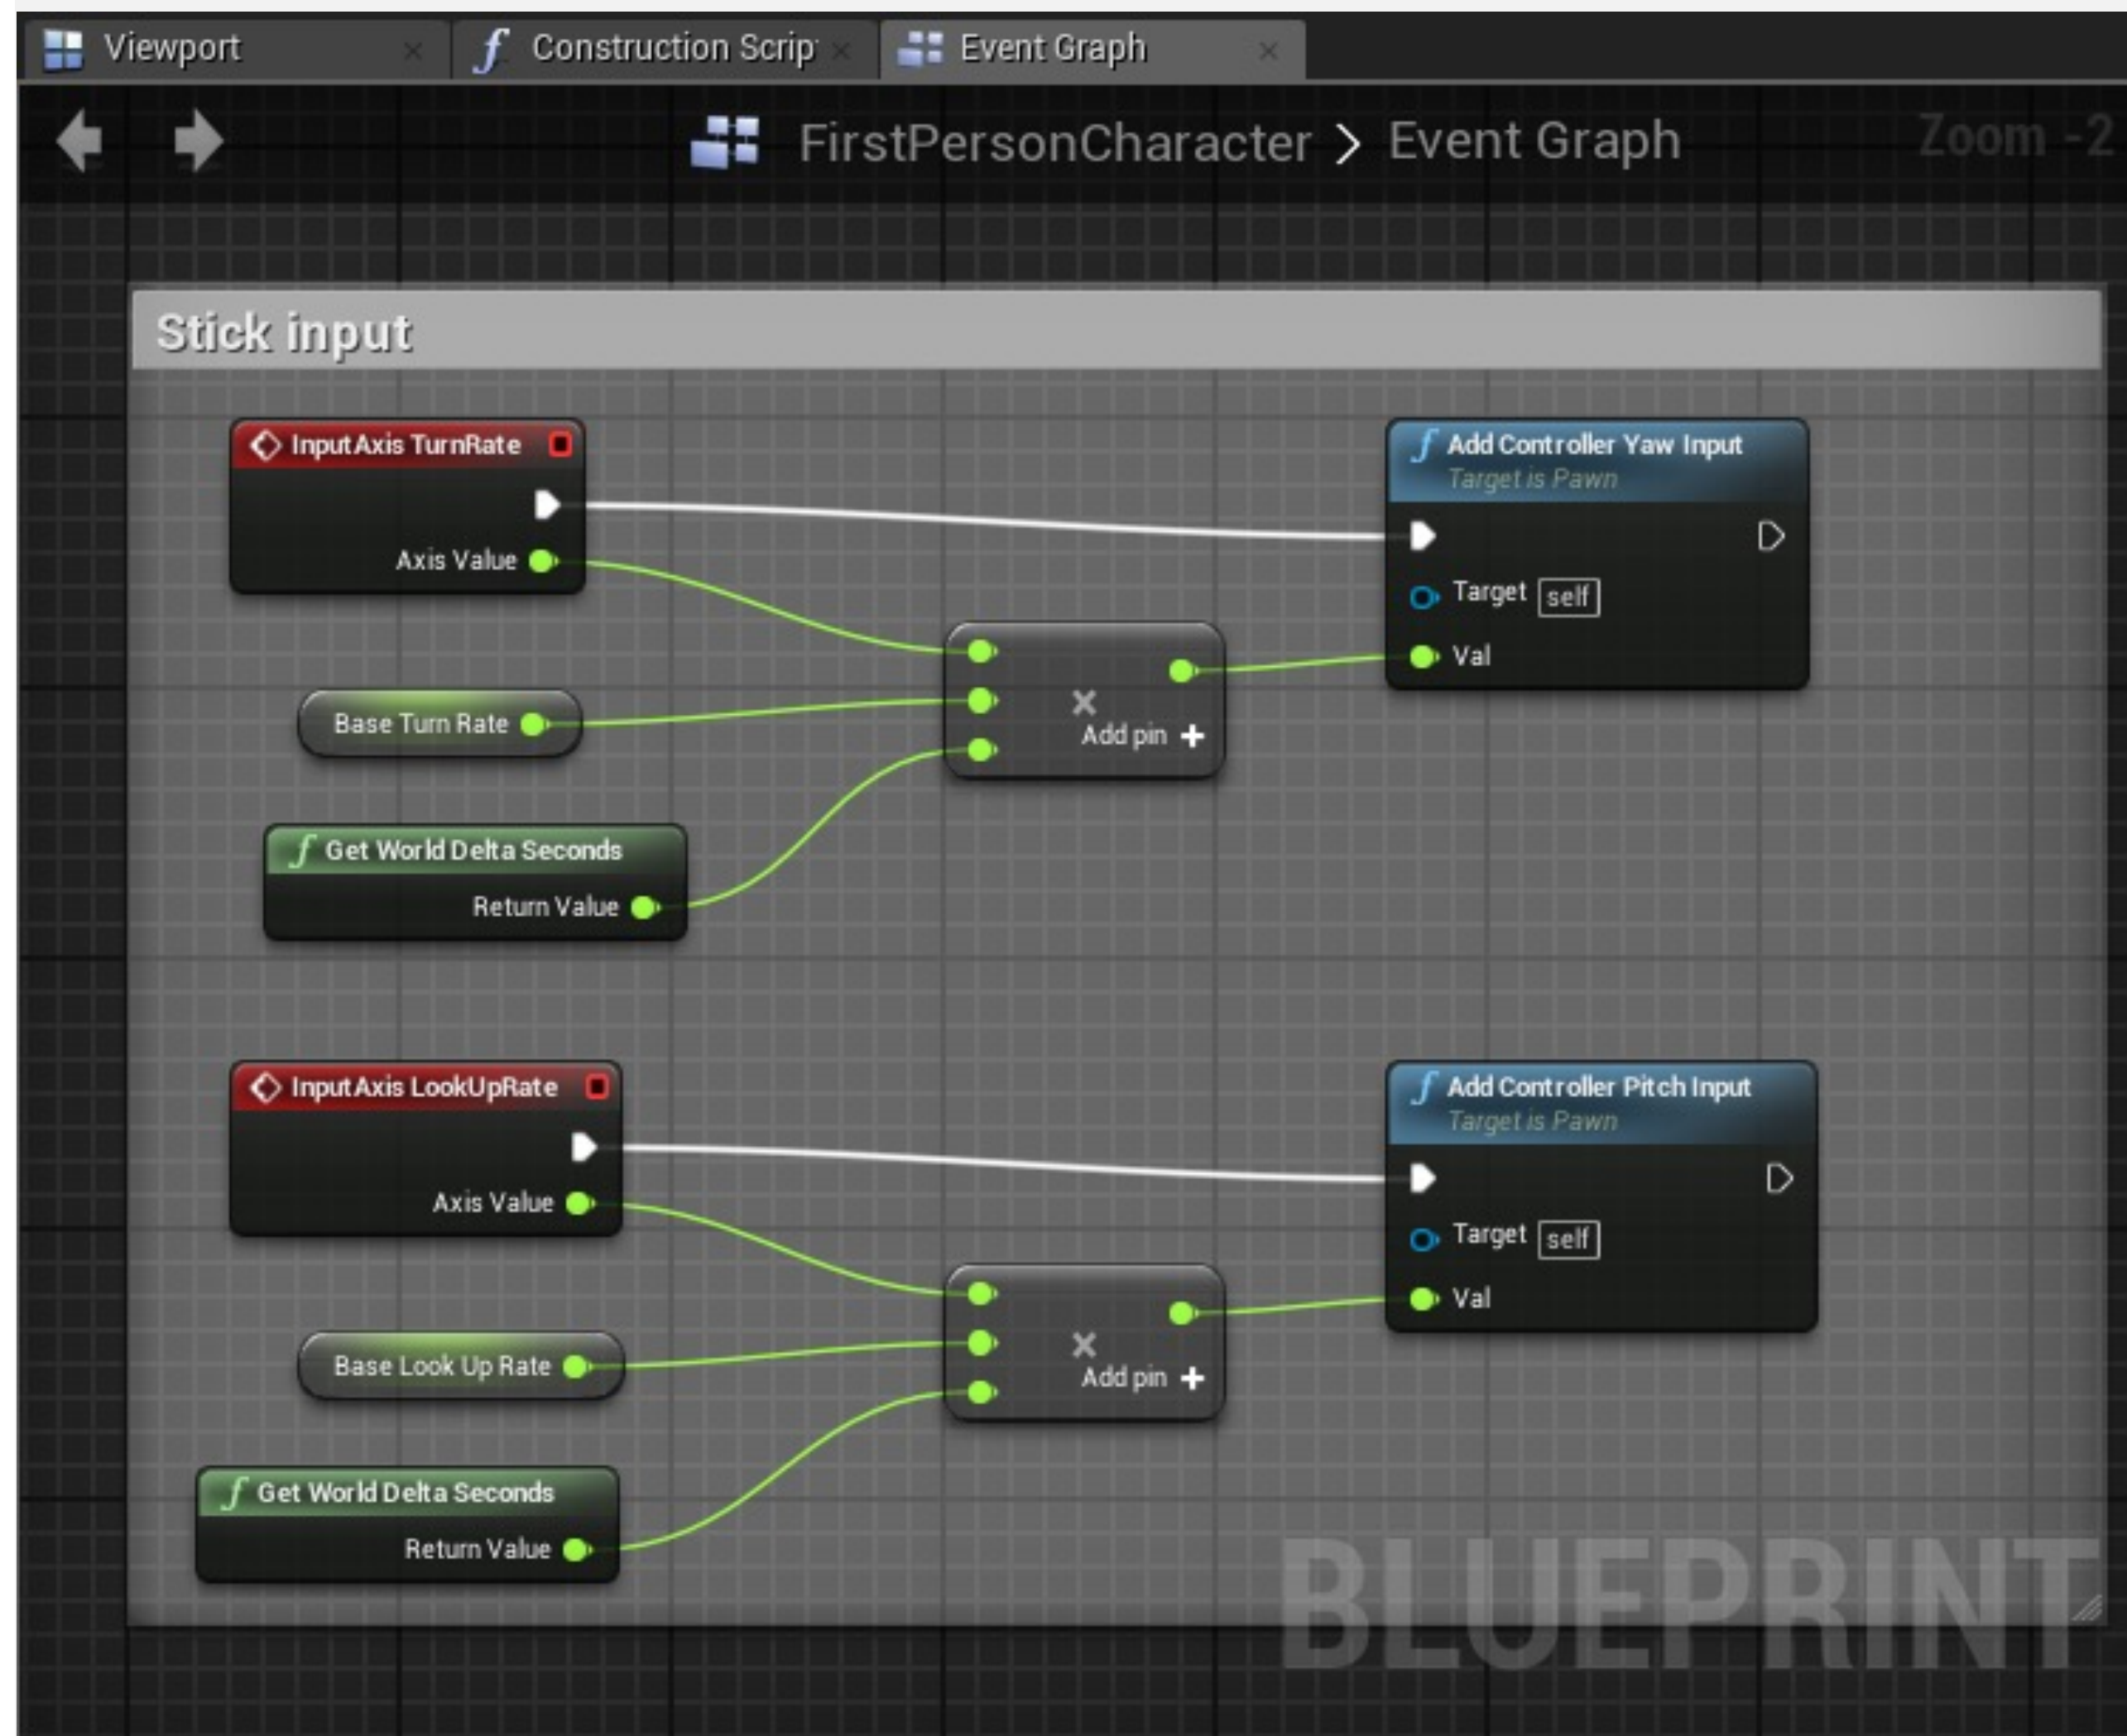 Viewport
Construction Scrip
Event Graph
FirstPersonCharacter > Event Graph
Zoom -2
Stick input
InputAxis TurnRate
Axis Value
Base Turn Rate
Get World Delta Seconds
Return Value
Add pin +
Add Controller Yaw Input
Target is Pawn
Target self
Val
InputAxis LookUpRate
Axis Value
Base Look Up Rate
Get World Delta Seconds
Return Value
Add pin +
Add Controller Pitch Input
Target is Pawn
Target self
Val
BLUEPRINT